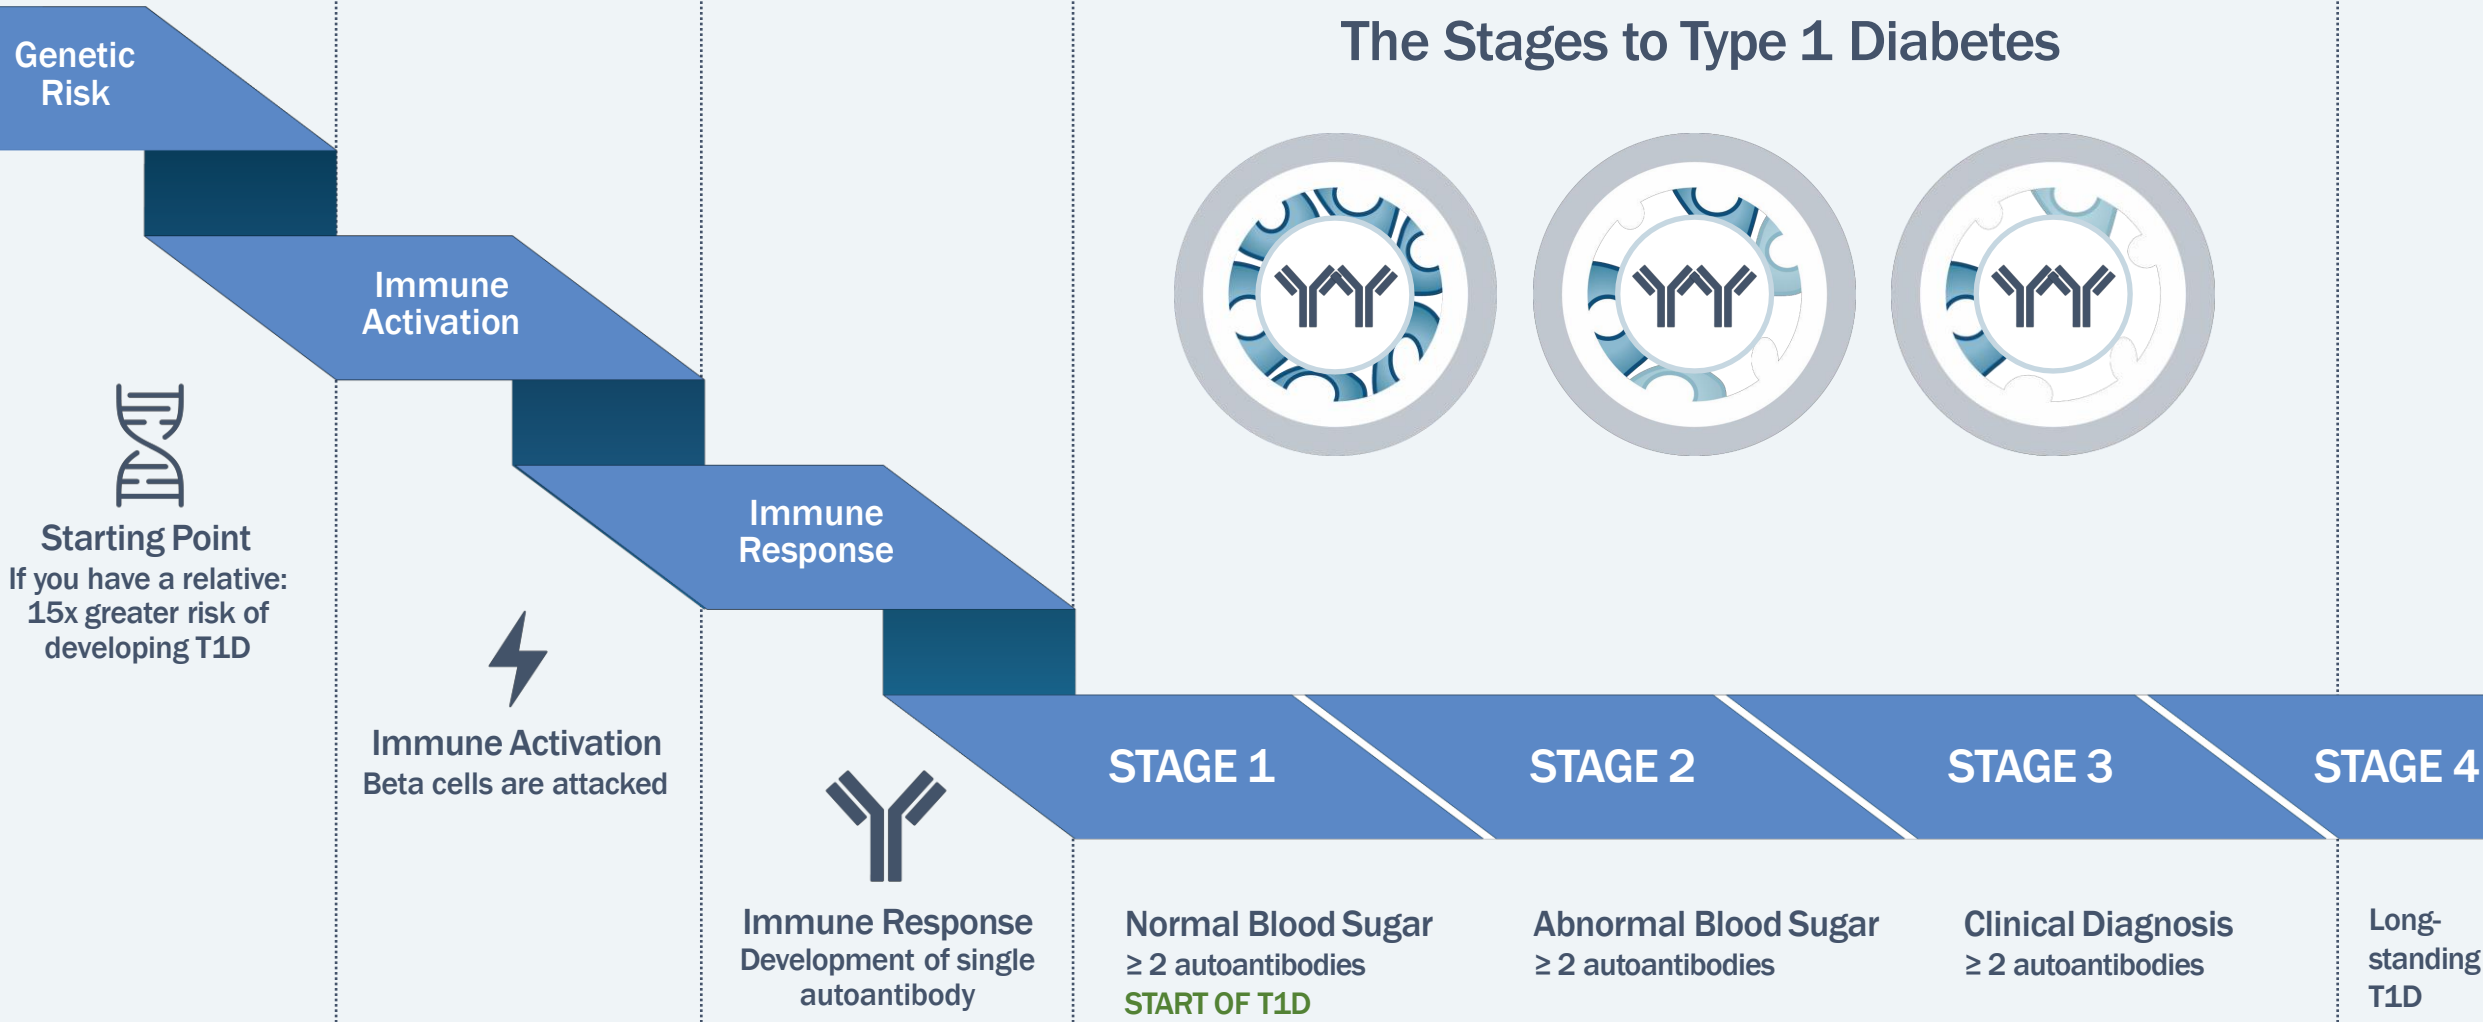 The Stages to Type 1 Diabetes
Genetic
Risk
Immune
Activation
Immune
Response
Starting Point
If you have a relative:
15x greater risk of
developing T1D
Immune Activation
Beta cells are attacked
Immune Response
Development of single
autoantibody
STAGE 1
STAGE 2
STAGE 3
STAGE 4
Normal Blood Sugar
≥ 2 autoantibodies
START OF T1D
Abnormal Blood Sugar
≥ 2 autoantibodies
Clinical Diagnosis
≥ 2 autoantibodies
Long-
standing
T1D